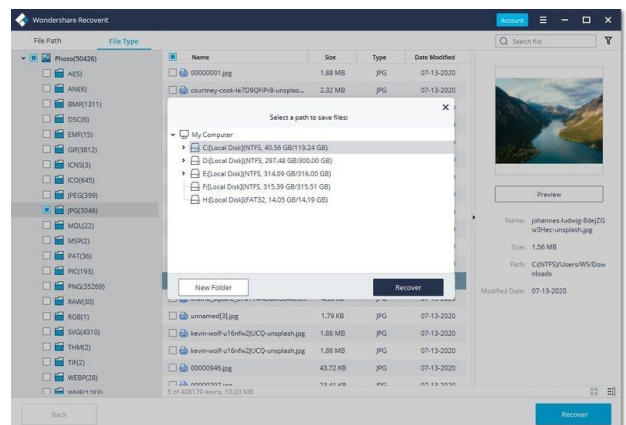 Wondershare Recoverit
Account
File Path
File Type
Search file
Photo(50426)
AI(5)
ANI(6)
BMP(1311)
DSC(6)
EMF(15)
GIF(3812)
ICNS(3)
ICO(645)
JPEG(399)
JPG(3046)
MDL(22)
MSP(2)
PAT(36)
PIC(193)
PNG(35269)
RAW(30)
RGB(1)
SVG(4310)
THM(2)
TIF(2)
WEBP(28)
WMF(1283)
Name Size Type Date Modified
00000001.jpg 1.88 MB JPG 07-13-2020
courtney-cook-le7D9QFiPr8-unsplas... 2.32 MB JPG 07-13-2020
Select a path to save files:
My Computer
C:[Local Disk](NTFS, 40.56 GB/119.24 GB)
D:[Local Disk](NTFS, 297.48 GB/300.00 GB)
E:[Local Disk](NTFS, 314.09 GB/316.00 GB)
F:[Local Disk](NTFS, 315.39 GB/315.51 GB)
H:[Local Disk](FAT32, 14.05 GB/14.19 GB)
New Folder
Recover
unnamed[3].jpg 1.79 KB JPG 07-13-2020
kevin-wolf-u16nfw2JUCQ-unsplash.jpg 1.86 MB JPG 07-13-2020
kevin-wolf-u16nfw2JUCQ-unsplash.jpg 1.86 MB JPG 07-13-2020
00000946.jpg 43.72 KB JPG 07-13-2020
5 of 408179 items, 10.03 MB
Preview
Name: johannes-ludwig-8dejZG
w3Hec-unsplash.jpg
Size: 1.56 MB
Path: C:(NTFS)/Users/WS/Dow
nloads
Modified Date: 07-13-2020
Back
Recover